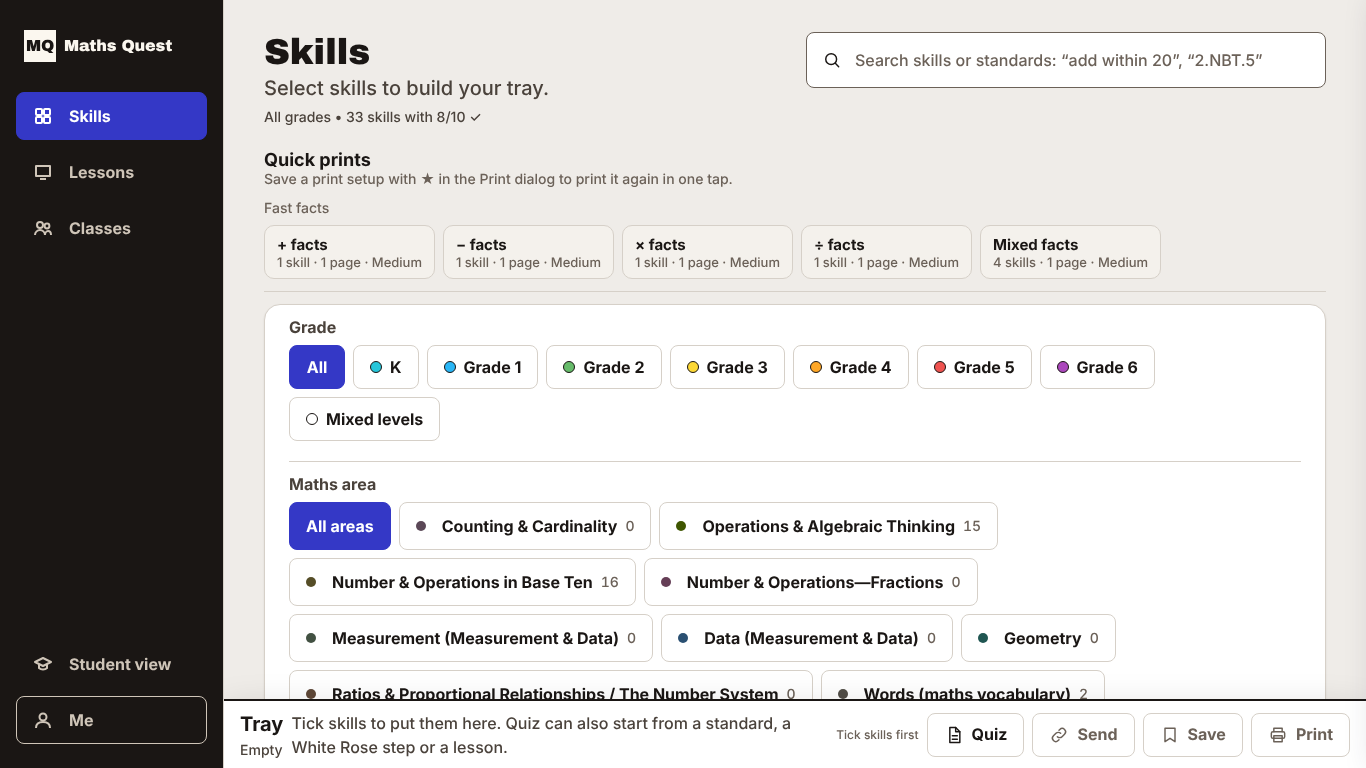 MQ Maths Quest
Skills
Lessons
Classes
Student view
Me
Skills
Select skills to build your tray.
All grades • 33 skills with 8/10 ✓
Search skills or standards: “add within 20”, “2.NBT.5”
Quick prints
Save a print setup with ★ in the Print dialog to print it again in one tap.
Fast facts
+ facts
1 skill · 1 page · Medium
− facts
1 skill · 1 page · Medium
× facts
1 skill · 1 page · Medium
÷ facts
1 skill · 1 page · Medium
Mixed facts
4 skills · 1 page · Medium
Grade
All
K
Grade 1
Grade 2
Grade 3
Grade 4
Grade 5
Grade 6
Mixed levels
Maths area
All areas
Counting & Cardinality 0
Operations & Algebraic Thinking 15
Number & Operations in Base Ten 16
Number & Operations—Fractions 0
Measurement (Measurement & Data) 0
Data (Measurement & Data) 0
Geometry 0
Ratios & Proportional Relationships / The Number System 0
Words (maths vocabulary) 2
Tray
Empty
Tick skills to put them here. Quiz can also start from a standard, a
White Rose step or a lesson.
Tick skills first
Quiz
Send
Save
Print